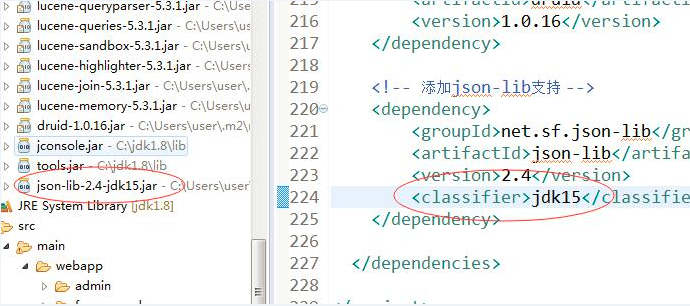 lucene-queryparser-5.3.1.jar
lucene-queries-5.3.1.jar - C:\Us
lucene-sandbox-5.3.1.jar - C:\U
lucene-highlighter-5.3.1.jar - C
lucene-join-5.3.1.jar - C:\Users
lucene-memory-5.3.1.jar - C:\U
druid-1.0.16.jar - C:\Users\user\.m2\
jconsole.jar - C:\jdk1.8\lib
tools.jar - C:\jdk1.8\lib
json-lib-2.4-jdk15.jar - C:\Users\user\
JRE System Library [jdk1.8]
src
main
webapp
admin
215 <artifactId>druid</artifact
216 <version>1.0.16</version>
217 </dependency>
218
219 <!-- 添加json-lib支持 -->
220 <dependency>
221 <groupId>net.sf.json-lib</gr
222 <artifactId>json-lib</artifa
223 <version>2.4</version>
224 <classifier>jdk15</classifie
225 </dependency>
226
227 </dependencies>
228